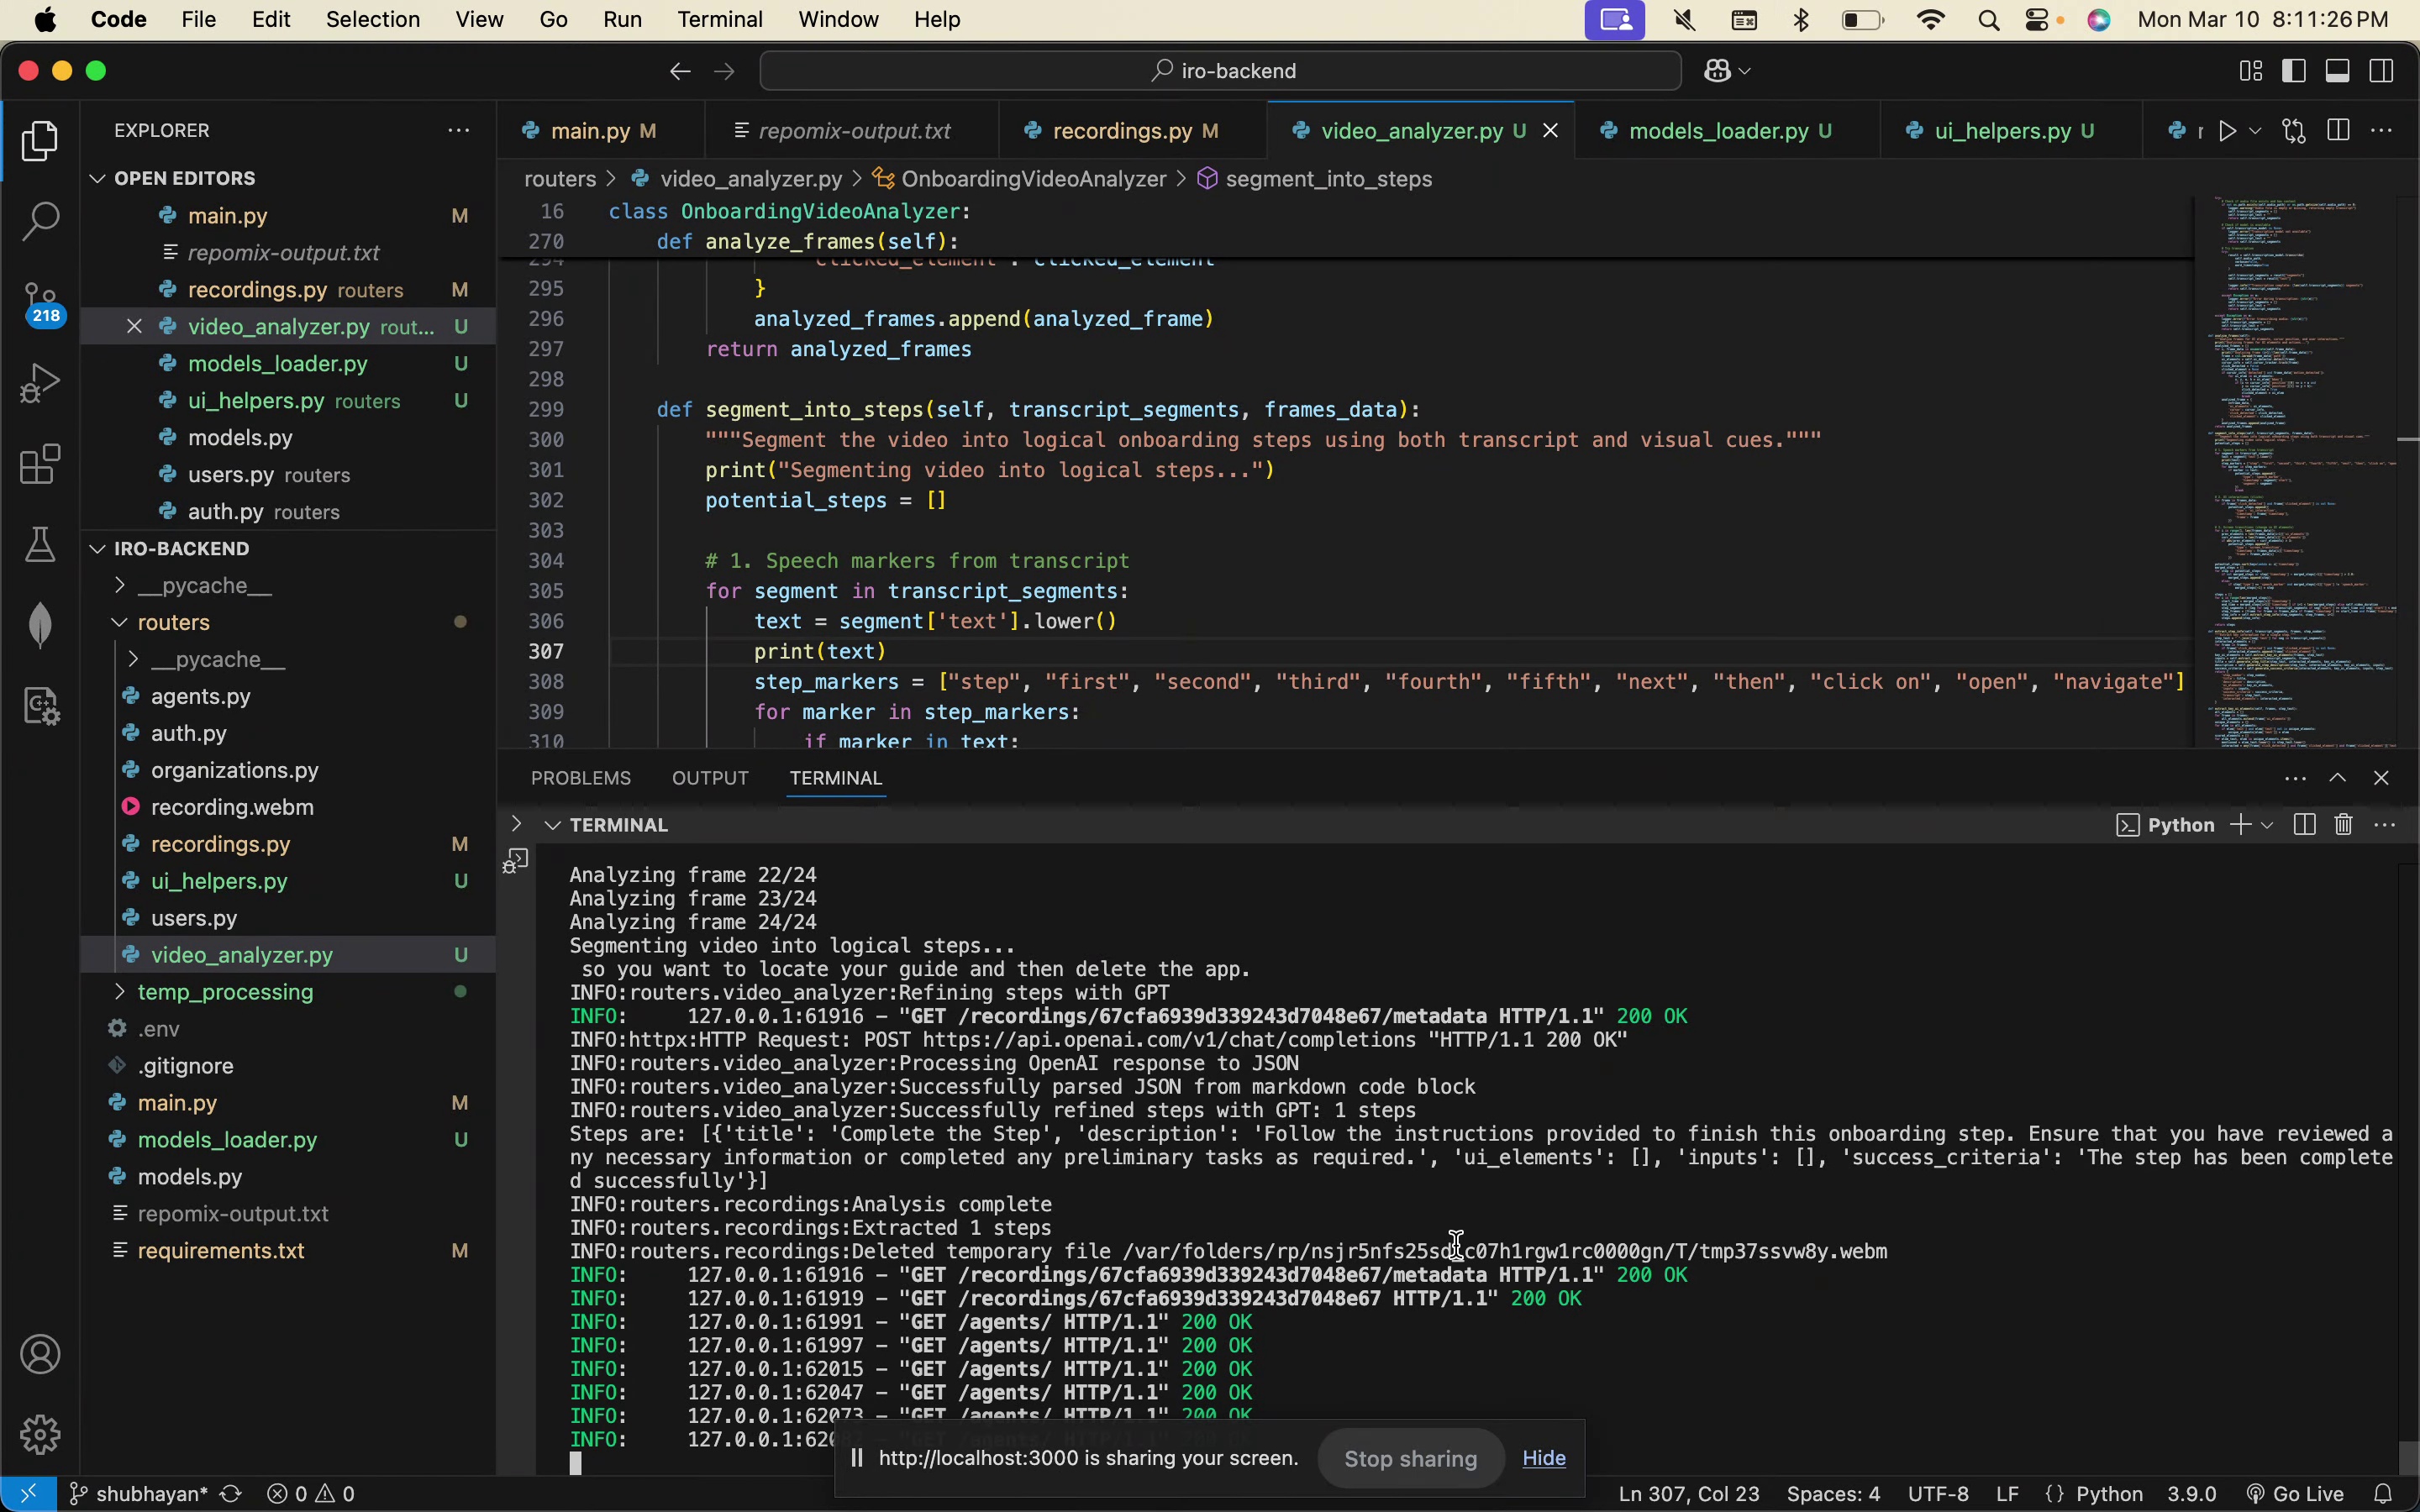 Code File Edit Selection View Go Run Terminal Window Help Mon Mar 10 8:11:26 PM
iro-backend
EXPLORER
OPEN EDITORS
main.py M
repomix-output.txt
recordings.py routers M
video_analyzer.py rout... U
models_loader.py U
ui_helpers.py routers U
models.py
users.py routers
auth.py routers
IRO-BACKEND
__pycache__
routers
__pycache__
agents.py
auth.py
organizations.py
recording.webm
recordings.py M
ui_helpers.py U
users.py
video_analyzer.py U
temp_processing
.env
.gitignore
main.py M
models_loader.py U
models.py
repomix-output.txt
requirements.txt M
218
main.py M repomix-output.txt recordings.py M video_analyzer.py U models_loader.py U ui_helpers.py U
routers > video_analyzer.py > OnboardingVideoAnalyzer > segment_into_steps
16 class OnboardingVideoAnalyzer:
270 def analyze_frames(self):
295 }
296 analyzed_frames.append(analyzed_frame)
297 return analyzed_frames
298
299 def segment_into_steps(self, transcript_segments, frames_data):
300 """Segment the video into logical onboarding steps using both transcript and visual cues."""
301 print("Segmenting video into logical steps...")
302 potential_steps = []
303
304 # 1. Speech markers from transcript
305 for segment in transcript_segments:
306 text = segment['text'].lower()
307 print(text)
308 step_markers = ["step", "first", "second", "third", "fourth", "fifth", "next", "then", "click on", "open", "navigate"]
309 for marker in step_markers:
310 if marker in text:
PROBLEMS OUTPUT TERMINAL
TERMINAL Python
Analyzing frame 22/24
Analyzing frame 23/24
Analyzing frame 24/24
Segmenting video into logical steps...
so you want to locate your guide and then delete the app.
INFO:routers.video_analyzer:Refining steps with GPT
INFO: 127.0.0.1:61916 - "GET /recordings/67cfa6939d339243d7048e67/metadata HTTP/1.1" 200 OK
INFO:httpx:HTTP Request: POST https://api.openai.com/v1/chat/completions "HTTP/1.1 200 OK"
INFO:routers.video_analyzer:Processing OpenAI response to JSON
INFO:routers.video_analyzer:Successfully parsed JSON from markdown code block
INFO:routers.video_analyzer:Successfully refined steps with GPT: 1 steps
Steps are: [{'title': 'Complete the Step', 'description': 'Follow the instructions provided to finish this onboarding step. Ensure that you have reviewed a
ny necessary information or completed any preliminary tasks as required.', 'ui_elements': [], 'inputs': [], 'success_criteria': 'The step has been complete
d successfully'}]
INFO:routers.recordings:Analysis complete
INFO:routers.recordings:Extracted 1 steps
INFO:routers.recordings:Deleted temporary file
INFO: 127.0.0.1:61916 - "GET /recordings/67cfa6939d339243d7048e67/metadata HTTP/1.1" 200 OK
INFO: 127.0.0.1:61919 - "GET /recordings/67cfa6939d339243d7048e67 HTTP/1.1" 200 OK
INFO: 127.0.0.1:61991 - "GET /agents/ HTTP/1.1" 200 OK
INFO: 127.0.0.1:61997 - "GET /agents/ HTTP/1.1" 200 OK
INFO: 127.0.0.1:62015 - "GET /agents/ HTTP/1.1" 200 OK
INFO: 127.0.0.1:62047 - "GET /agents/ HTTP/1.1" 200 OK
INFO: 127.0.0.1:62073 - "GET /agents/ HTTP/1.1" 200 OK
INFO:
http://localhost:3000 is sharing your screen. Stop sharing Hide
shubhayan* 0 0 Ln 307, Col 23 Spaces: 4 UTF-8 LF {} Python 3.9.0 Go Live